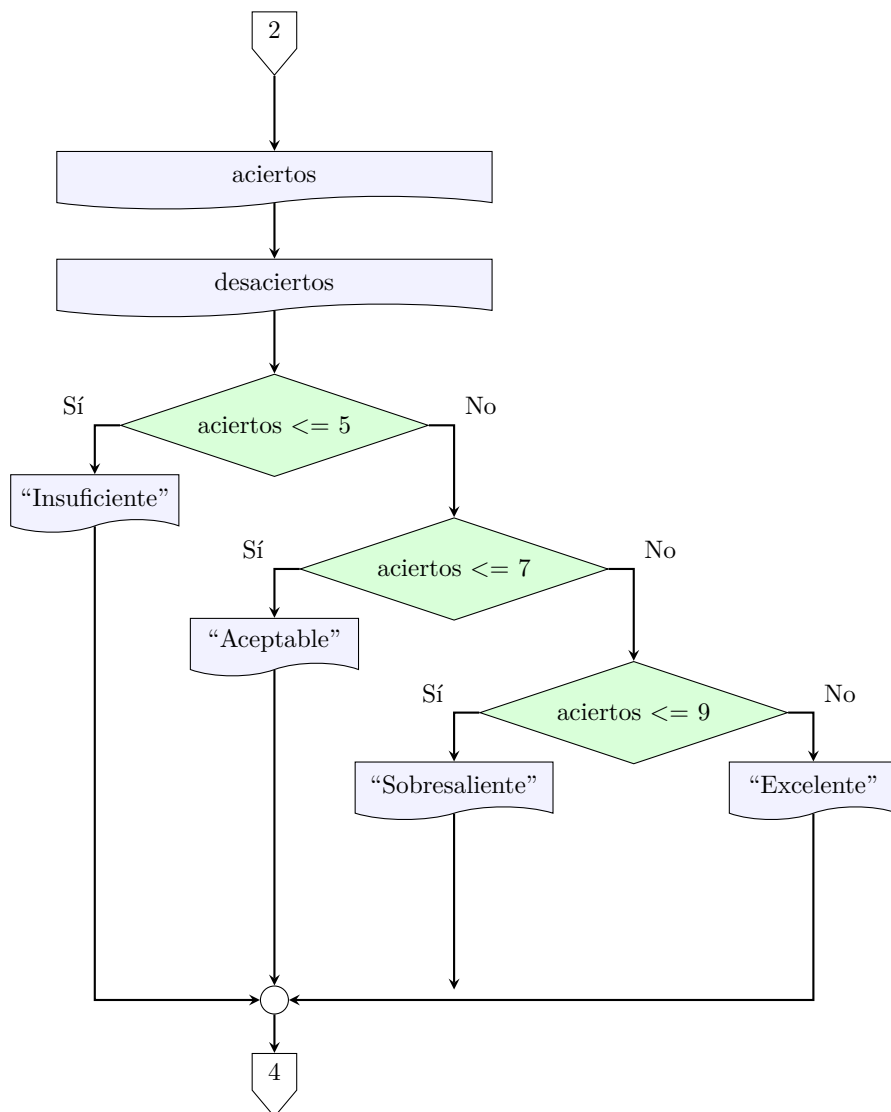 2
aciertos
desaciertos
Sí
aciertos <= 5
No
“Insuficiente”
Sí
aciertos <= 7
No
“Aceptable”
Sí
aciertos <= 9
No
“Sobresaliente”
“Excelente”
4